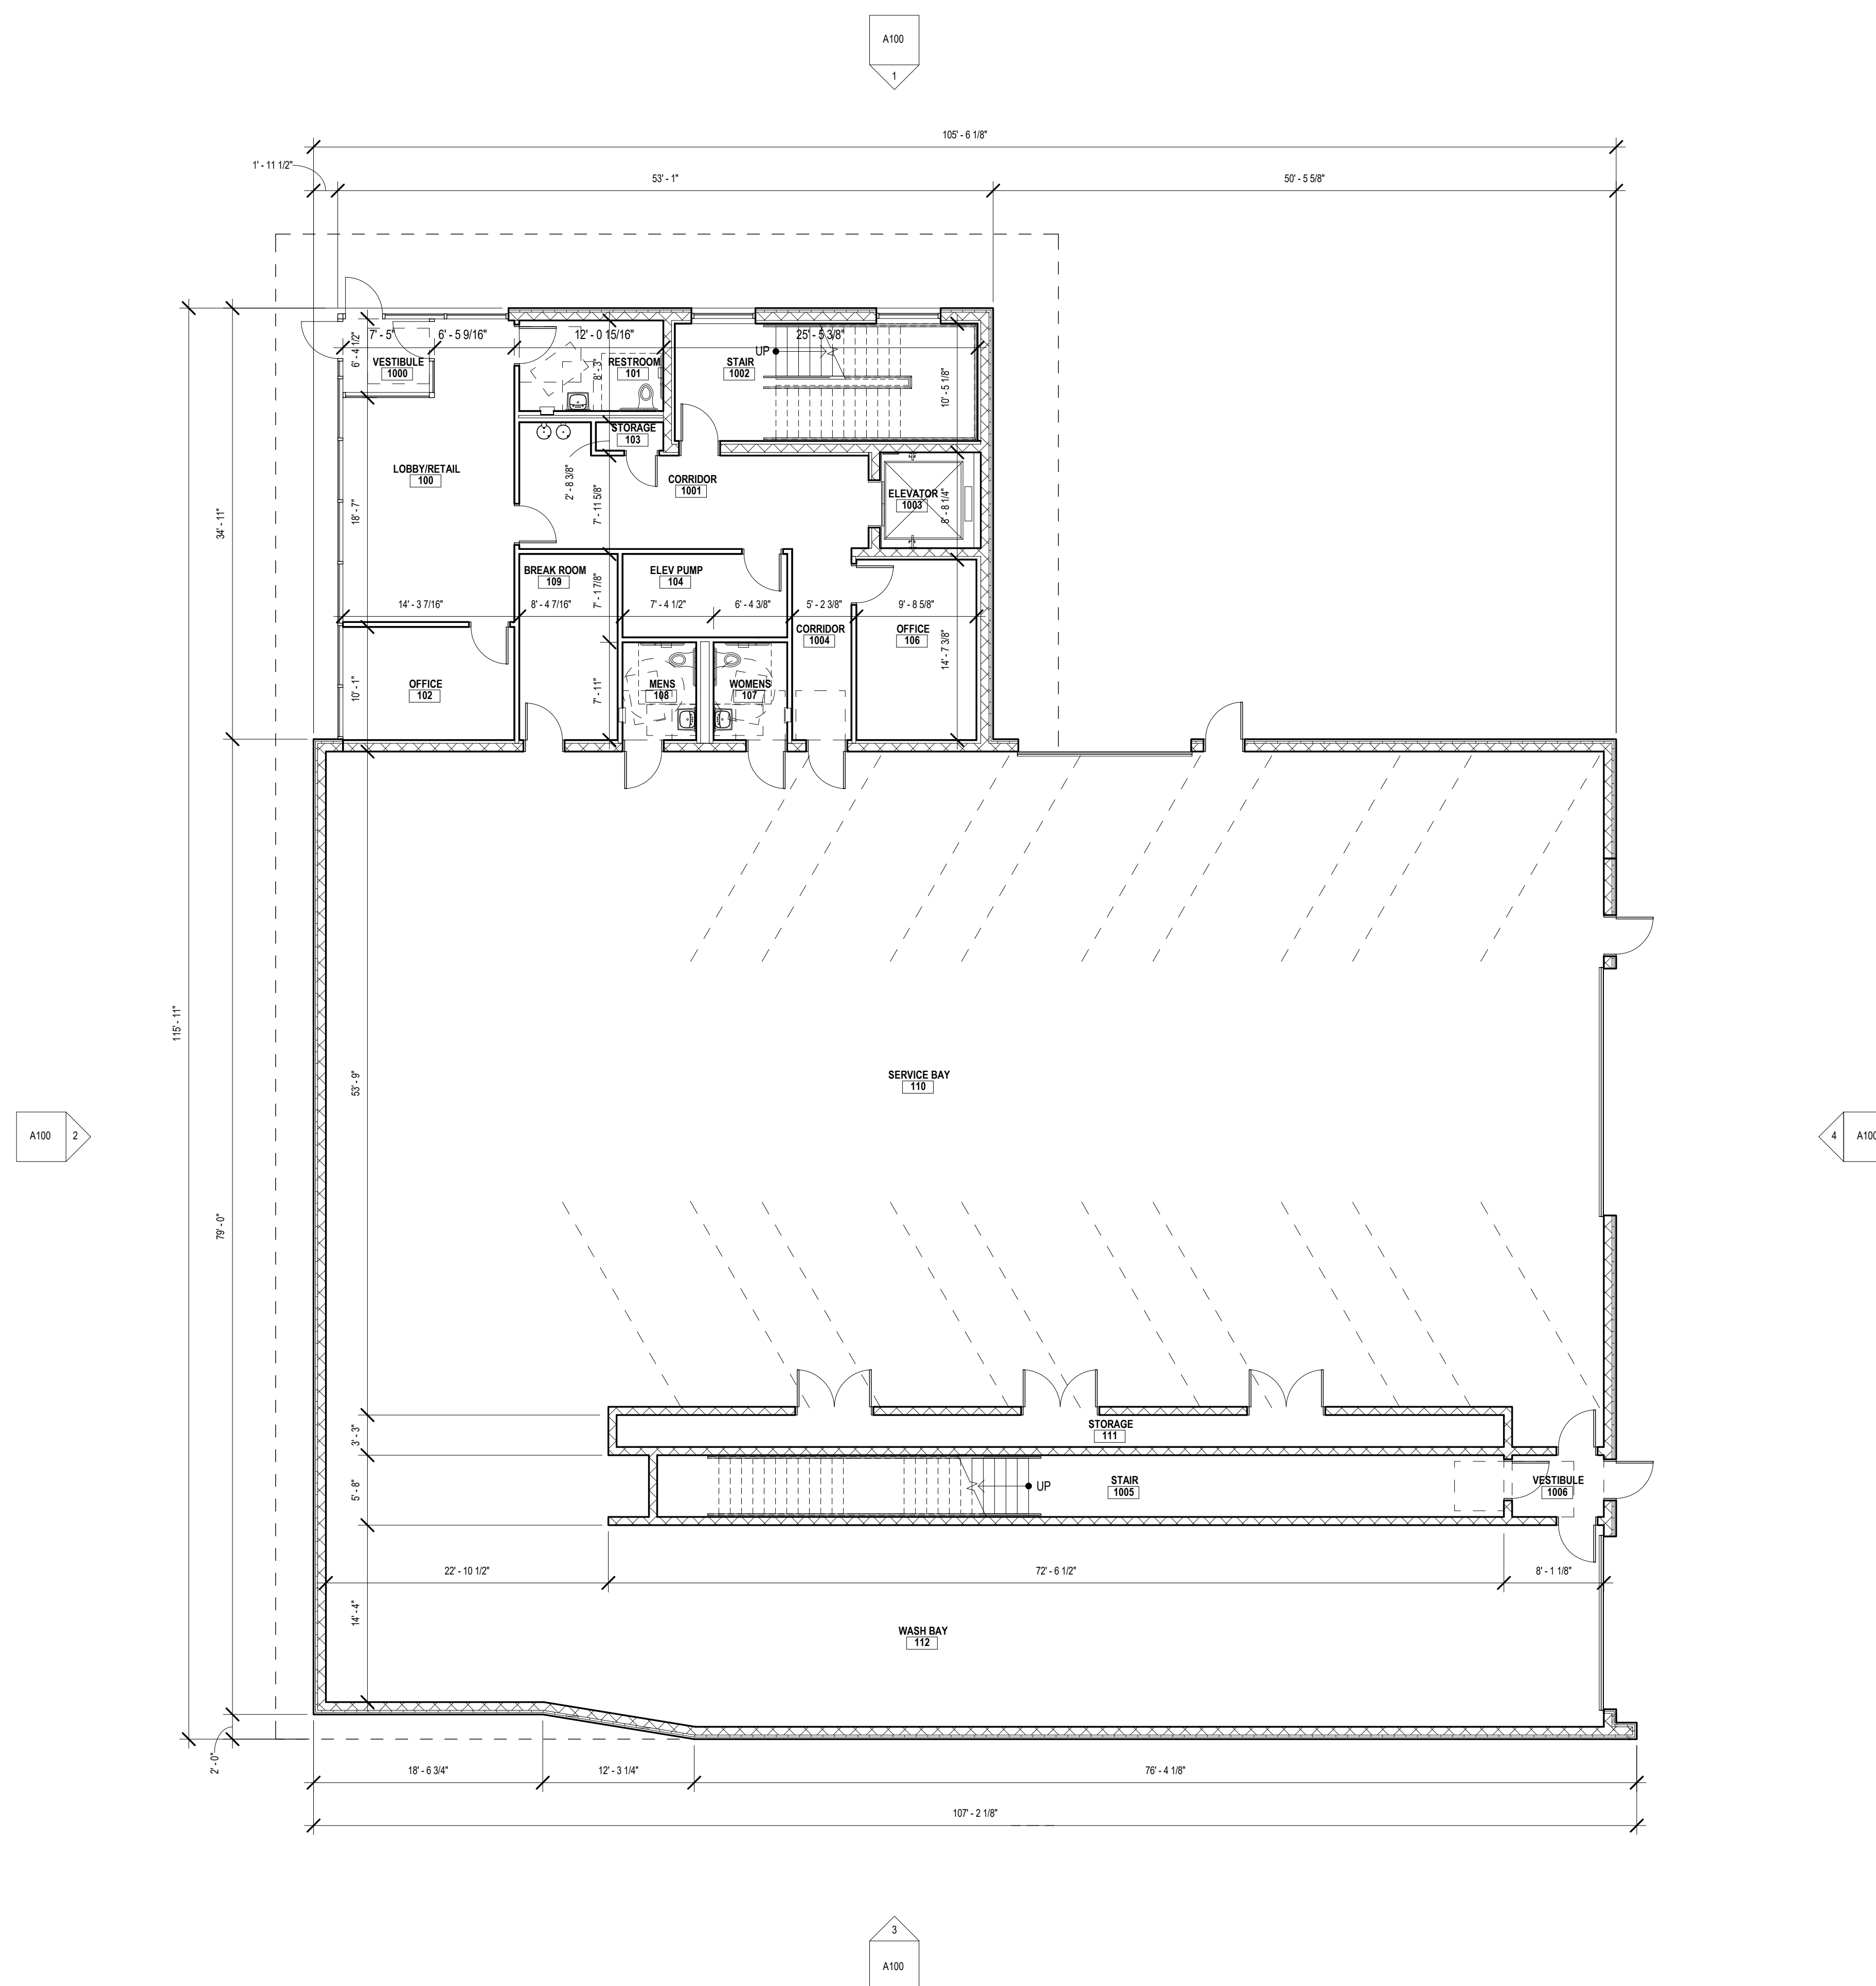 A100
1
105' - 6 1/8"
1' - 11 1/2"
53' - 1"
50' - 5 5/8"
6' - 4 1/2"
7' - 5"
6' - 5 9/16"
12' - 0 15/16"
25' - 5 3/8"
UP
VESTIBULE
1000
8' - 3"
RESTROOM
101
STAIR
1002
10' - 5 1/8"
STORAGE
103
LOBBY/RETAIL
100
2' - 8 3/8"
CORRIDOR
1001
ELEVATOR
1003
8' - 8 1/4"
18' - 7"
7' - 11 5/8"
34' - 11"
BREAK ROOM
109
7' - 1 7/8"
ELEV PUMP
104
14' - 3 7/16"
8' - 4 7/16"
7' - 4 1/2"
6' - 4 3/8"
5' - 2 3/8"
9' - 8 5/8"
CORRIDOR
1004
OFFICE
106
14' - 7 3/8"
OFFICE
102
10' - 1"
7' - 11"
MENS
108
WOMENS
107
115' - 11"
53' - 9"
SERVICE BAY
110
A100
2
4
A100
79' - 0"
3' - 3"
STORAGE
111
5' - 8"
UP
STAIR
1005
VESTIBULE
1006
22' - 10 1/2"
72' - 6 1/2"
8' - 1 1/8"
14' - 4"
WASH BAY
112
2' - 0"
18' - 6 3/4"
12' - 3 1/4"
76' - 4 1/8"
107' - 2 1/8"
3
A100